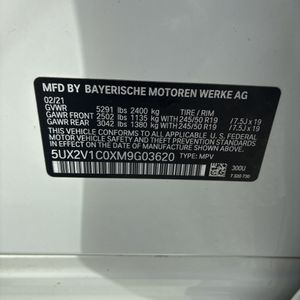 MFD BY BAYERISCHE MOTOREN WERKE AG
02/21
GVWR 5291 lbs 2400 kg TIRE / RIM
GAWR FRONT 2502 lbs 1135 kg 245/50 R19 /7.5J x 19
GAWR REAR 3042 lbs 1380 kg 245/50 R19 /7.5J x 19
THIS VEHICLE CONFORMS TO ALL APPLICABLE U.S. FEDERAL
MOTOR VEHICLE SAFETY, BUMPER AND THEFT PREVENTION STANDARDS
IN EFFECT ON THE DATE OF MANUFACTURE SHOWN ABOVE.
5UX2V1C0XM9G03620 TYPE: MPV
300U